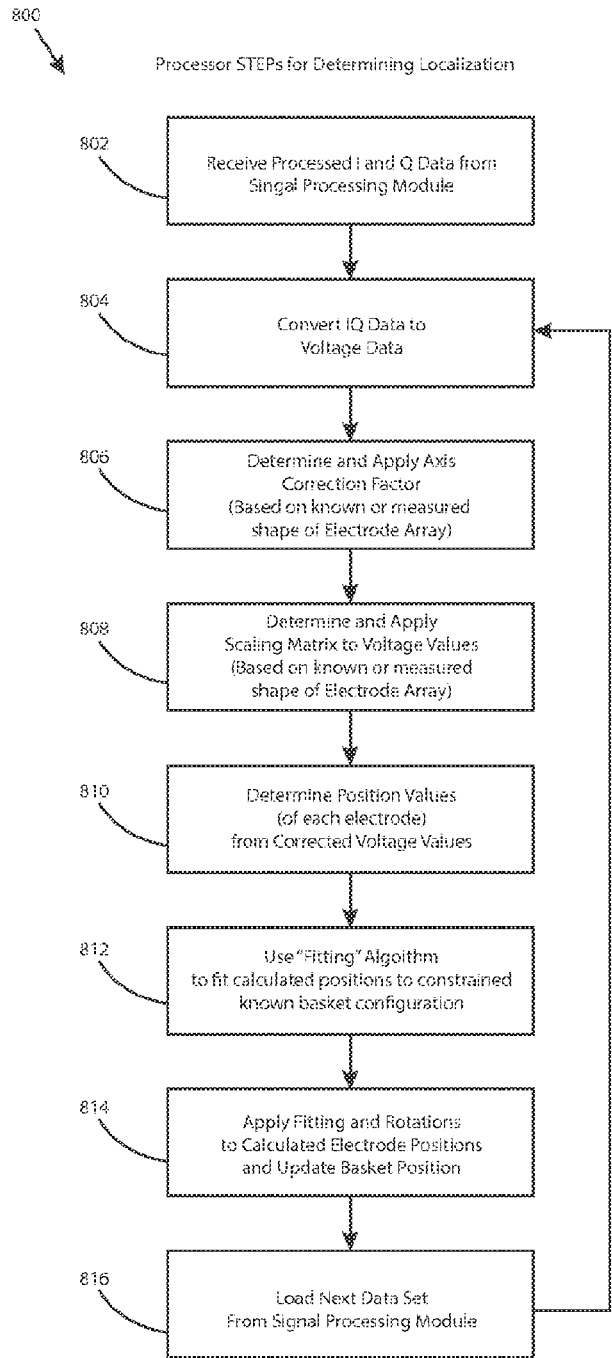 800
Processor STEPs for Determining Localization
802
Receive Processed I and Q Data from
Singal Processing Module
804
Convert IQ Data to
Voltage Data
806
Determine and Apply Axis
Correction Factor
(Based on known or measured
shape of Electrode Array)
808
Determine and Apply
Scaling Matrix to Voltage Values
(Based on known or measured
shape of Electrode Array)
810
Determine Position Values
(of each electrode)
from Corrected Voltage Values
812
Use "Fitting" Algoithm
to fit calculated positions to constrained
known basket configuration
814
Apply Fitting and Rotations
to Calculated Electrode Positions
and Update Basket Position
816
Load Next Data Set
From Signal Processing Module